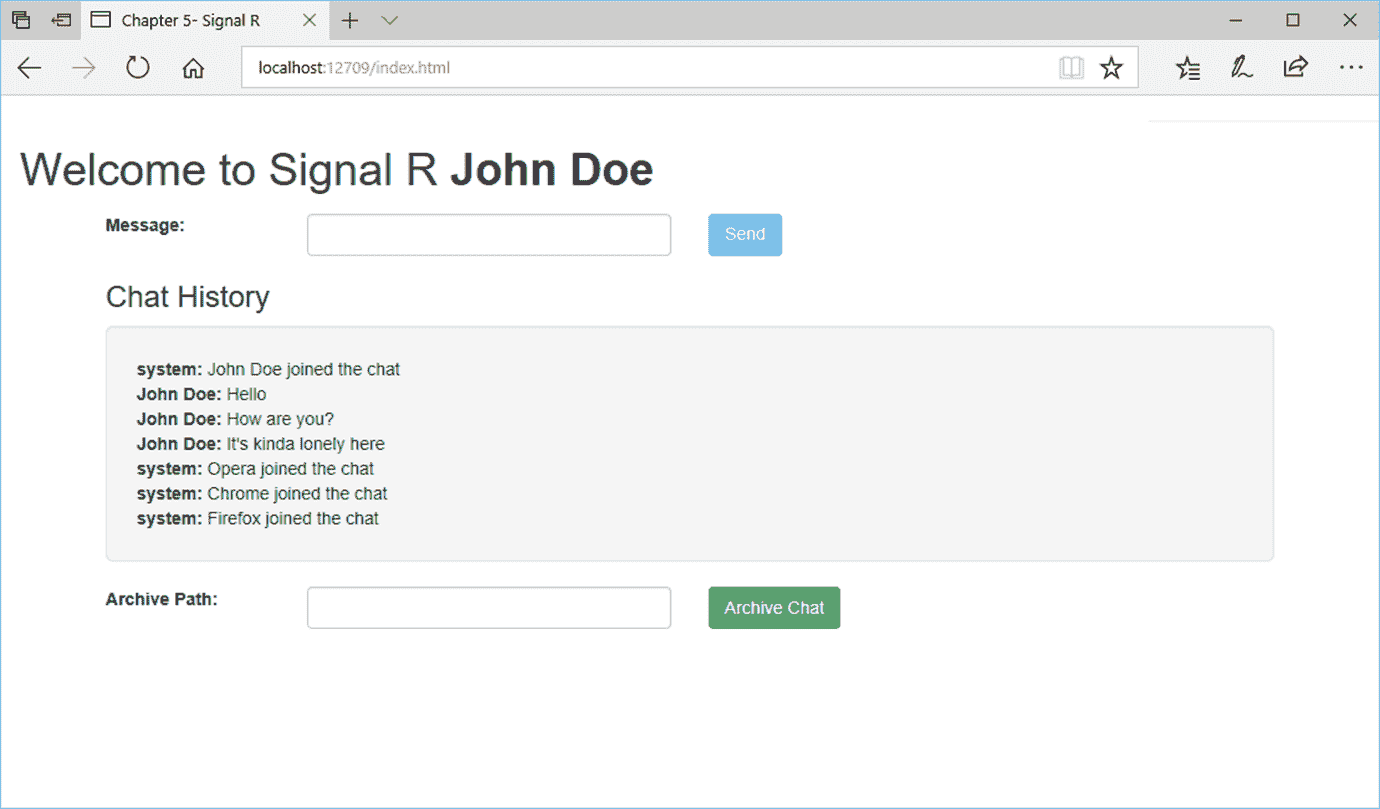 Chapter 5- Signal R
localhost:12709/index.html
Welcome to Signal R John Doe
Message:
Send
Chat History
system: John Doe joined the chat
John Doe: Hello
John Doe: How are you?
John Doe: It's kinda lonely here
system: Opera joined the chat
system: Chrome joined the chat
system: Firefox joined the chat
Archive Path:
Archive Chat